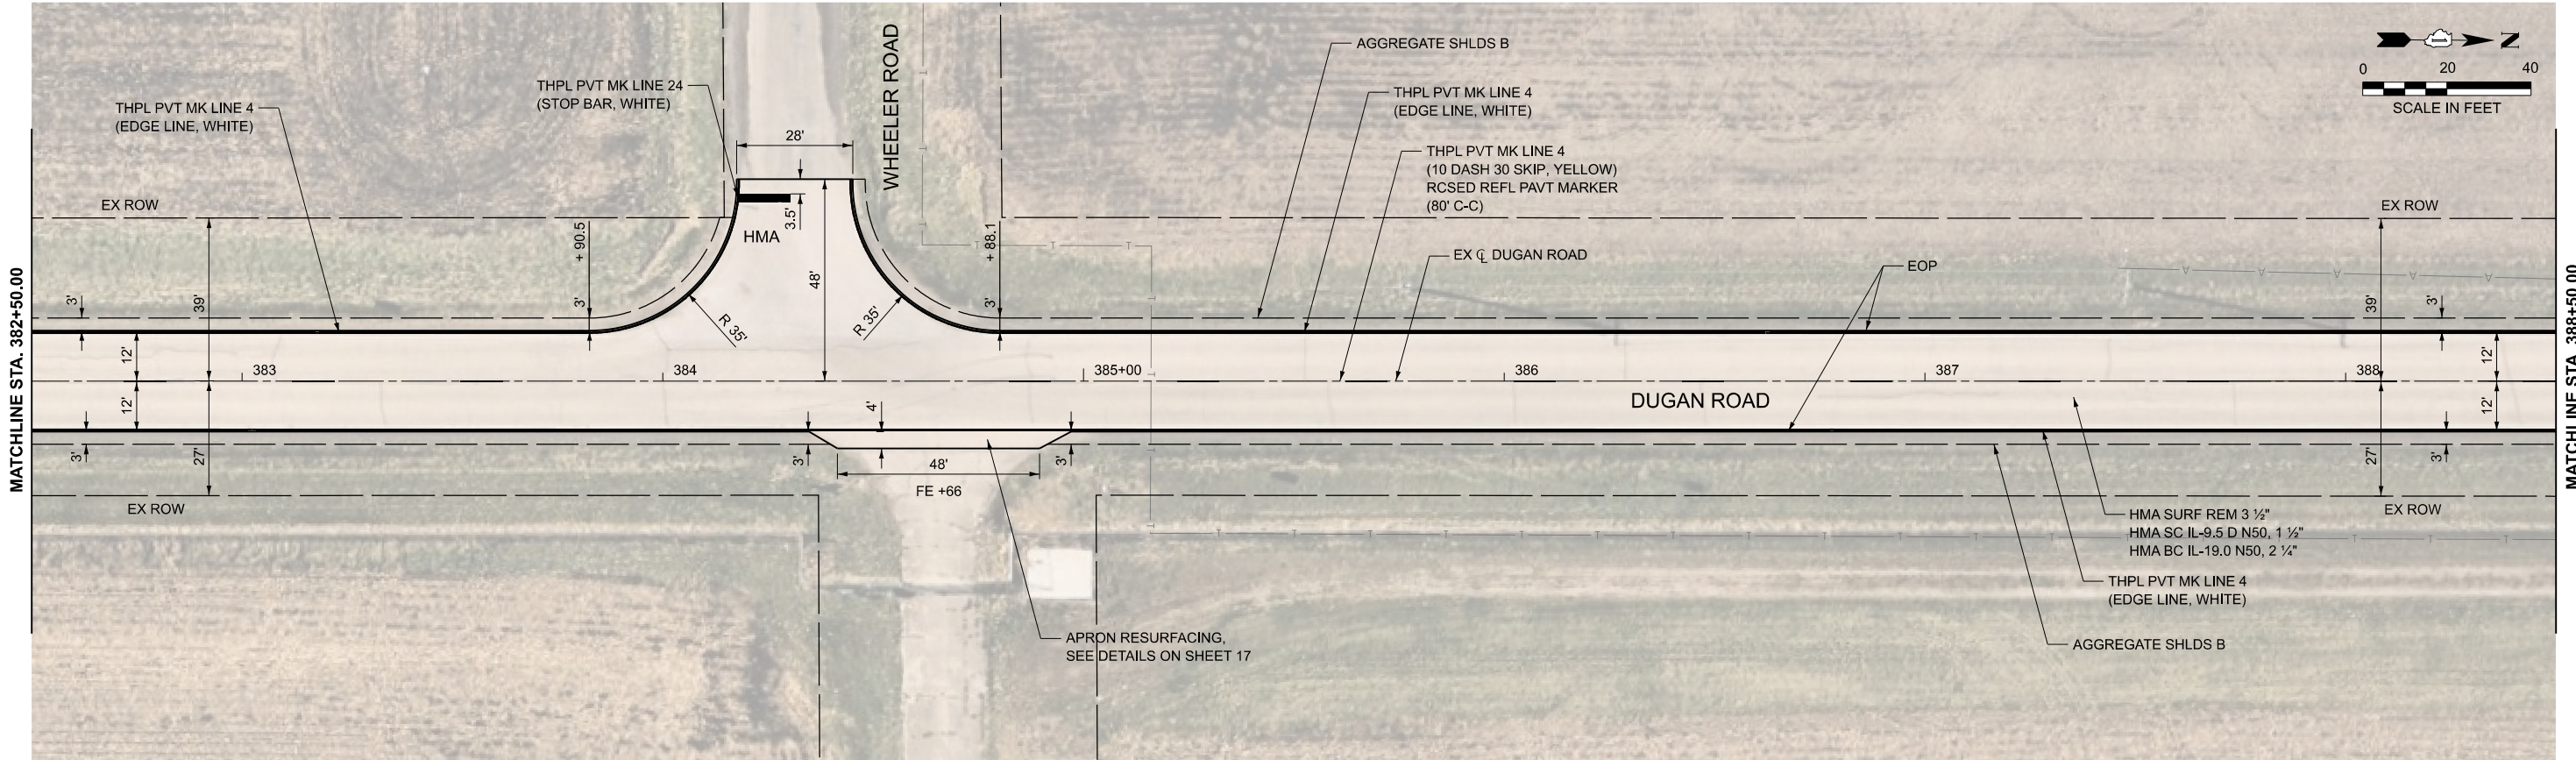 WHEELER ROAD
AGGREGATE SHLDS B
THPL PVT MK LINE 24
(STOP BAR, WHITE)
THPL PVT MK LINE 4
(EDGE LINE, WHITE)
THPL PVT MK LINE 4
(EDGE LINE, WHITE)
N
0 20 40
SCALE IN FEET
28'
THPL PVT MK LINE 4
(10 DASH 30 SKIP, YELLOW)
RCSED REFL PAVT MARKER
(80' C-C)
EX ROW
EX ROW
3.5'
HMA
+ 90.5
+ 88.1
EX ℄ DUGAN ROAD
EOP
48'
39'
39'
3'
3'
3'
3'
R 35'
R 35'
MATCHLINE STA. 382+50.00
MATCHLINE STA. 388+50.00
12'
12'
383
384
385+00
386
387
388
12'
12'
DUGAN ROAD
4'
3'
27'
3'
48'
3'
27'
3'
FE +66
EX ROW
EX ROW
HMA SURF REM 3 ½"
HMA SC IL-9.5 D N50, 1 ½"
HMA BC IL-19.0 N50, 2 ¼"
THPL PVT MK LINE 4
(EDGE LINE, WHITE)
APRON RESURFACING,
SEE DETAILS ON SHEET 17
AGGREGATE SHLDS B